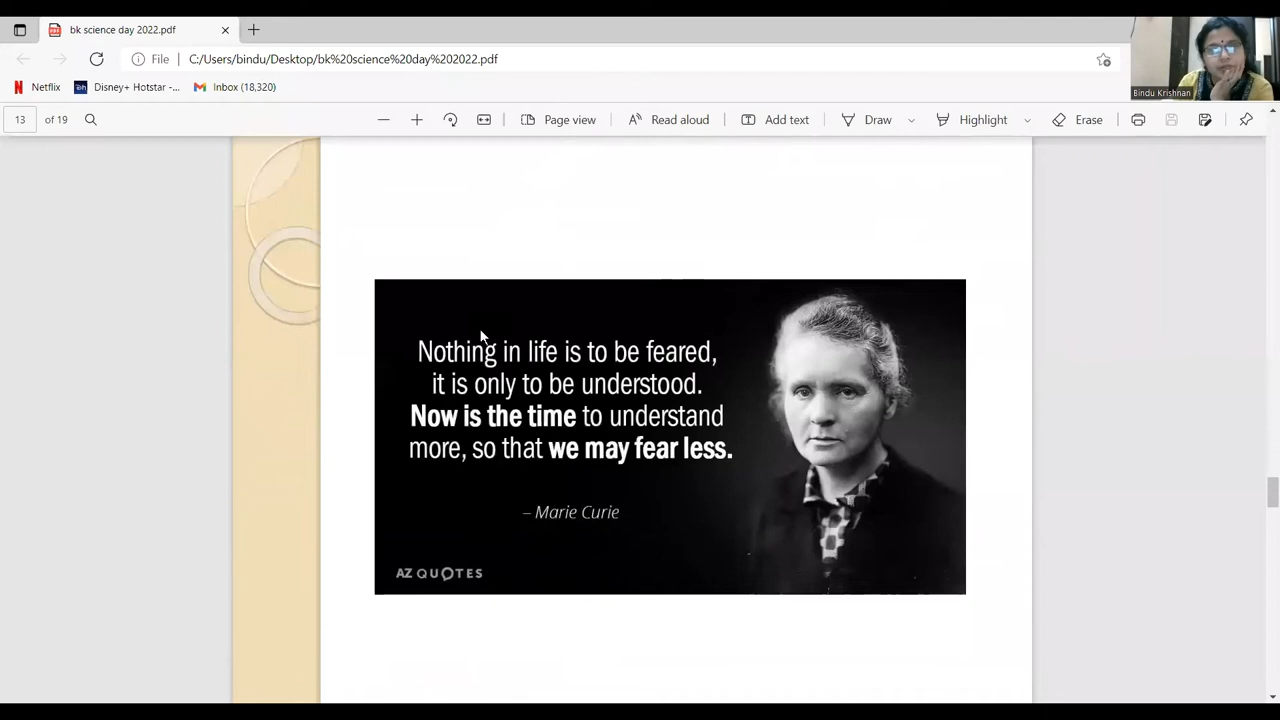 bk science day 2022.pdf
File C:/Users/bindu/Desktop/bk%20science%20day%202022.pdf
Netflix Disney+ Hotstar -... Inbox (18,320)
Bindu Krishnan
13 of 19 Page view Read aloud Add text Draw Highlight Erase
Nothing in life is to be feared,
it is only to be understood.
Now is the time to understand
more, so that we may fear less.
– Marie Curie
AZ QUOTES